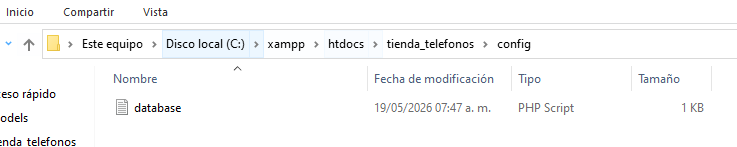 Inicio Compartir Vista
Este equipo Disco local (C:) xampp htdocs tienda_telefonos config
Nombre Fecha de modificación Tipo Tamaño
database 19/05/2026 07:47 a. m. PHP Script 1 KB
ceso rápido
odels
enda_telefonos